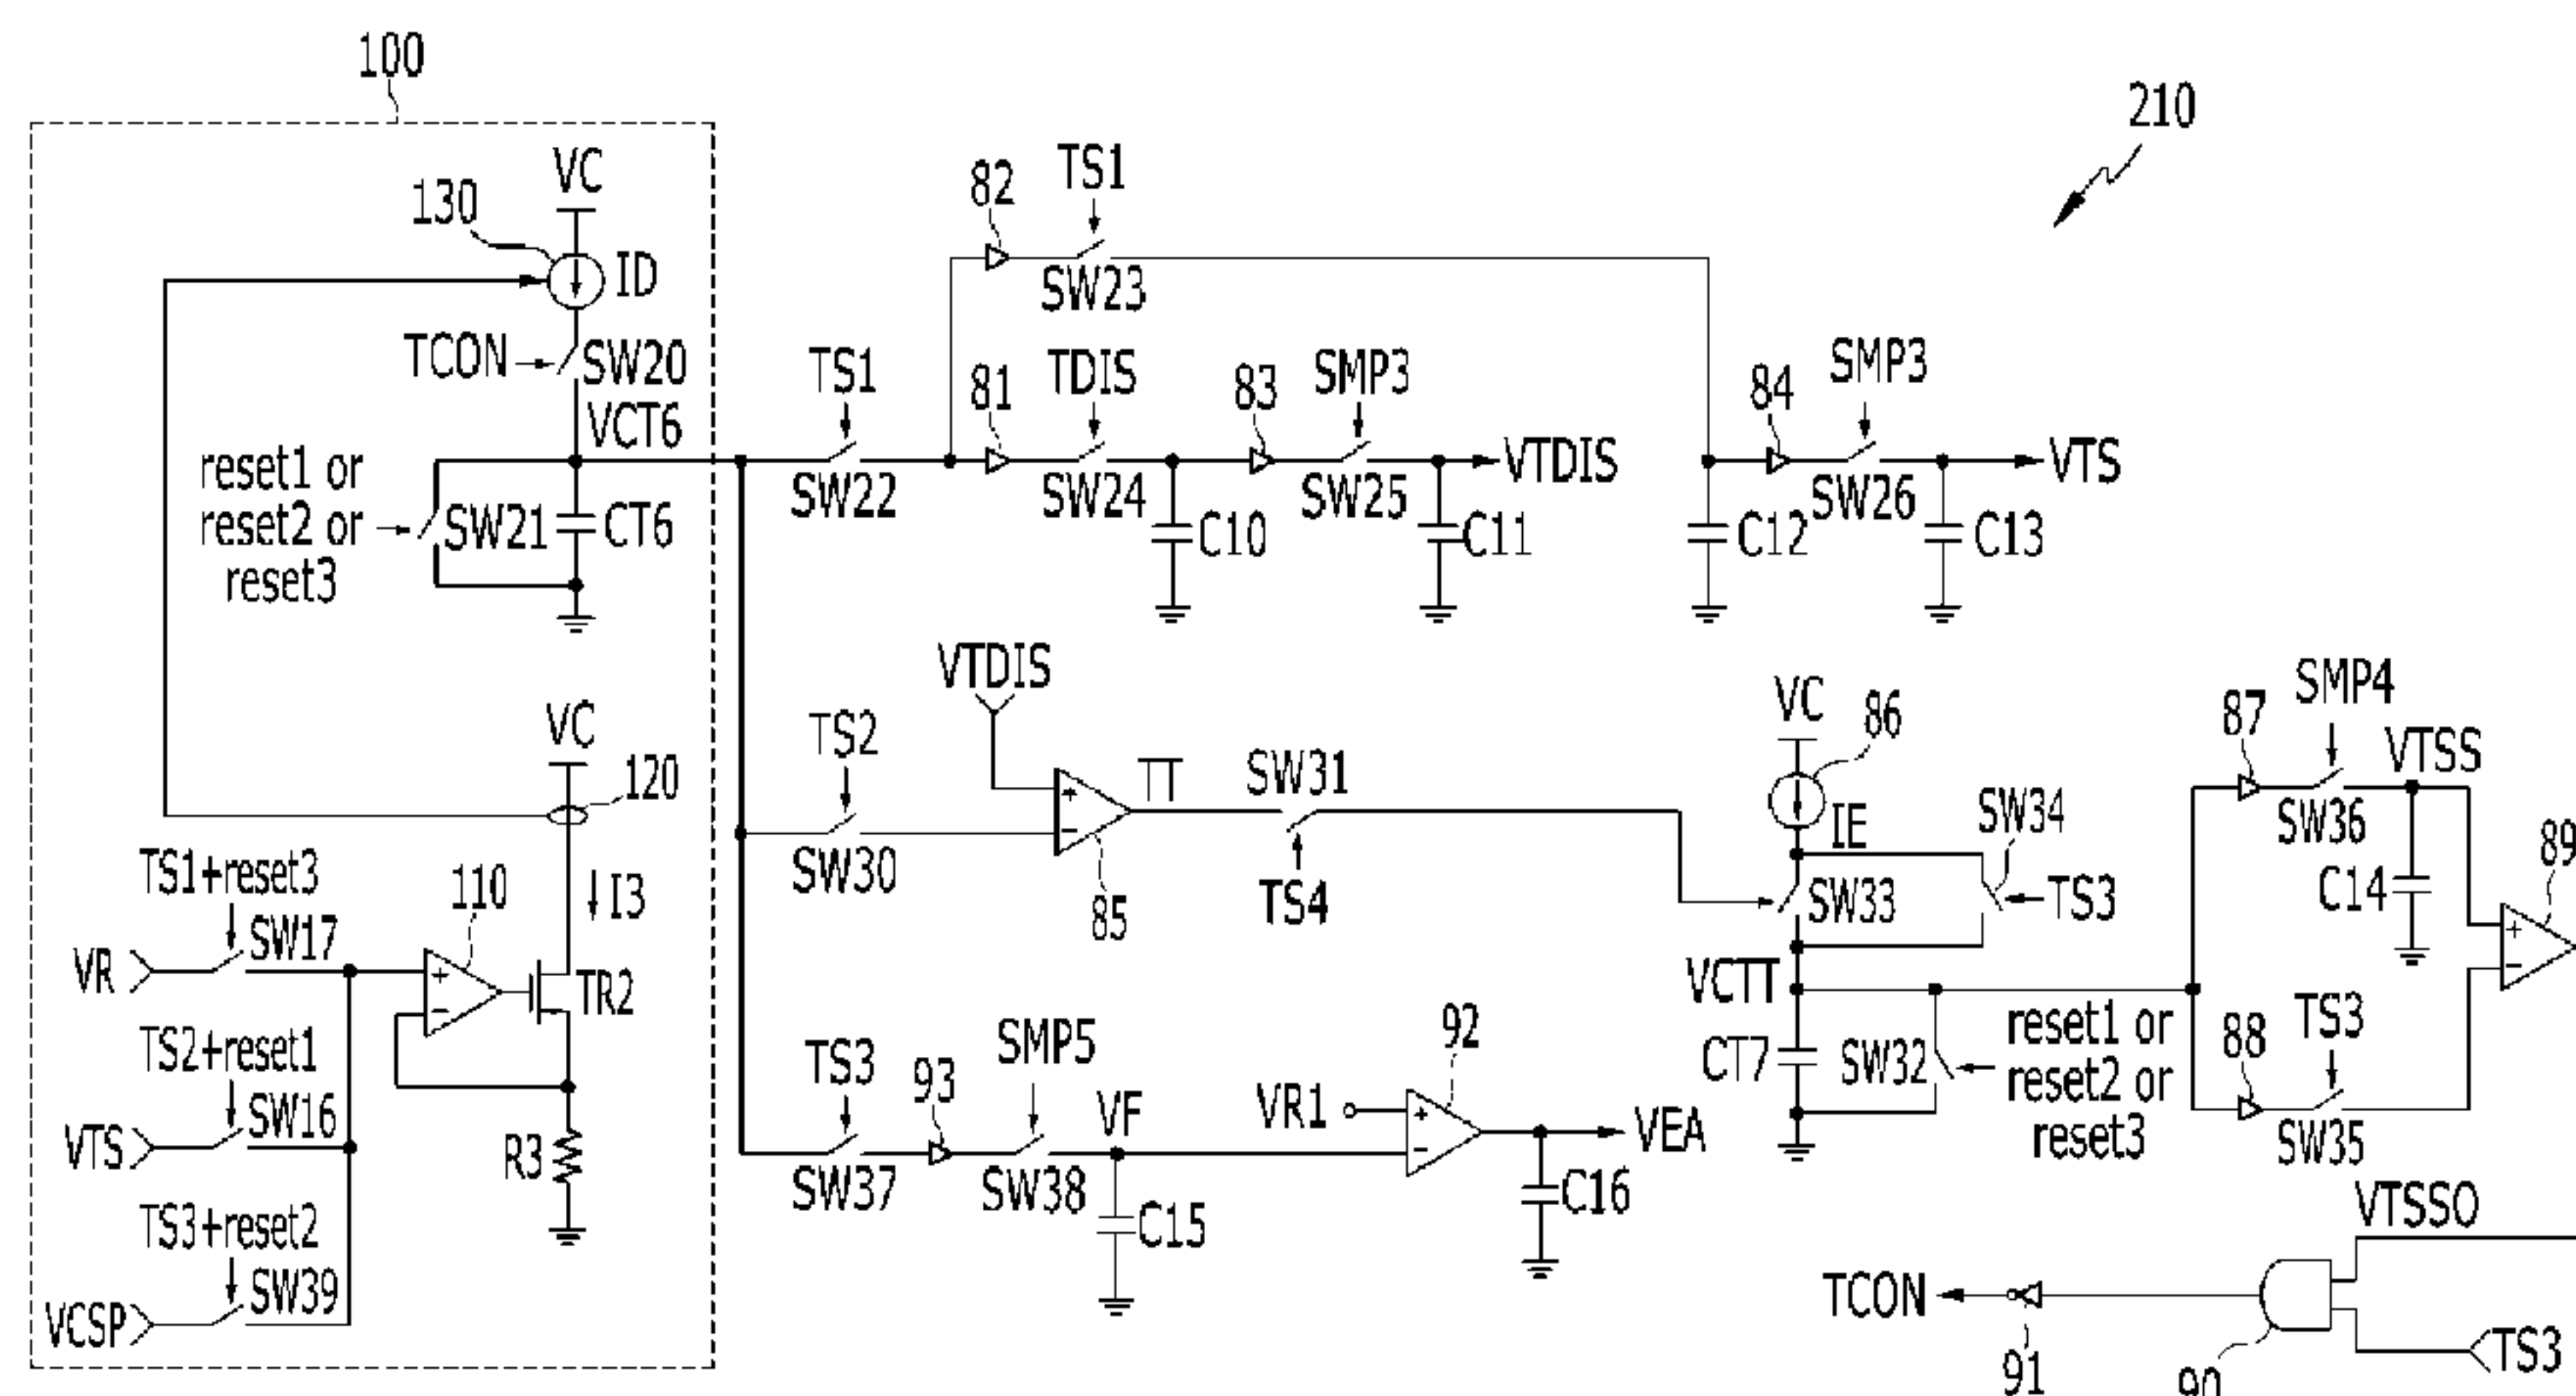 100
210
VC
130
ID
TCON
SW20
VCT6
reset1 or
reset2 or
reset3
SW21
CT6
82
TS1
SW23
TS1
SW22
81
TDIS
SW24
83
SMP3
SW25
VTDIS
C10
C11
84
SMP3
SW26
VTS
C12
C13
VC
120
I3
TS1+reset3
SW17
VR
110
TR2
TS2+reset1
SW16
VTS
R3
TS3+reset2
SW39
VCSP
VTDIS
TS2
SW30
TT
85
SW31
TS4
VC
86
IE
SW34
SW33
TS3
VCTT
CT7
SW32
reset1 or
reset2 or
reset3
87
SMP4
SW36
VTSS
C14
89
88
TS3
SW35
TS3
SW37
93
SMP5
SW38
VF
C15
VR1
92
VEA
C16
VTSSO
TCON
91
90
TS3